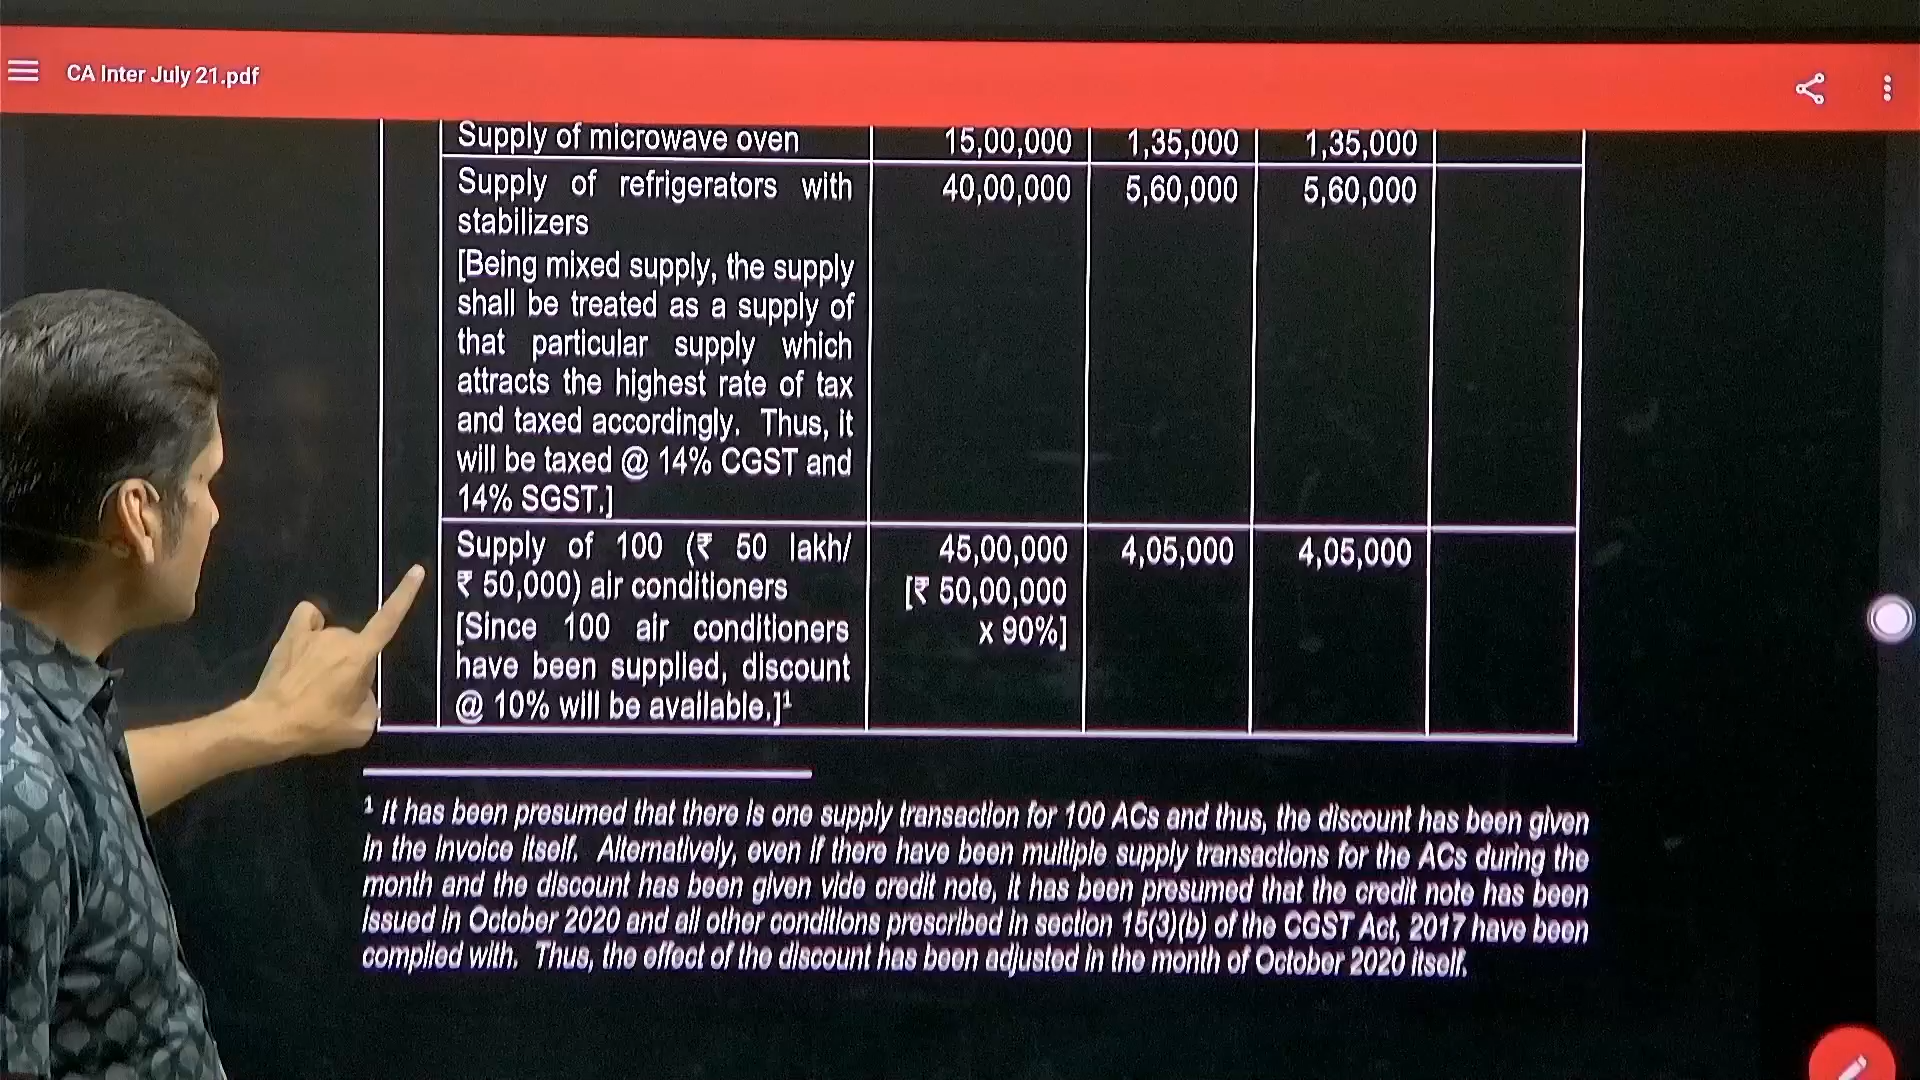 CA Inter July 21.pdf
Supply of microwave oven 15,00,000 1,35,000 1,35,000
Supply of refrigerators with 40,00,000 5,60,000 5,60,000
stabilizers
[Being mixed supply, the supply
shall be treated as a supply of
that particular supply which
attracts the highest rate of tax
and taxed accordingly. Thus, it
will be taxed @ 14% CGST and
14% SGST.]
Supply of 100 (₹ 50 lakh/ 45,00,000 4,05,000 4,05,000
₹ 50,000) air conditioners [₹ 50,00,000
[Since 100 air conditioners x 90%]
have been supplied, discount
@ 10% will be available.]¹
¹ It has been presumed that there is one supply transaction for 100 ACs and thus, the discount has been given
in the invoice itself. Alternatively, even if there have been multiple supply transactions for the ACs during the
month and the discount has been given vide credit note, it has been presumed that the credit note has been
issued in October 2020 and all other conditions prescribed in section 15(3)(b) of the CGST Act, 2017 have been
complied with. Thus, the effect of the discount has been adjusted in the month of October 2020 itself.